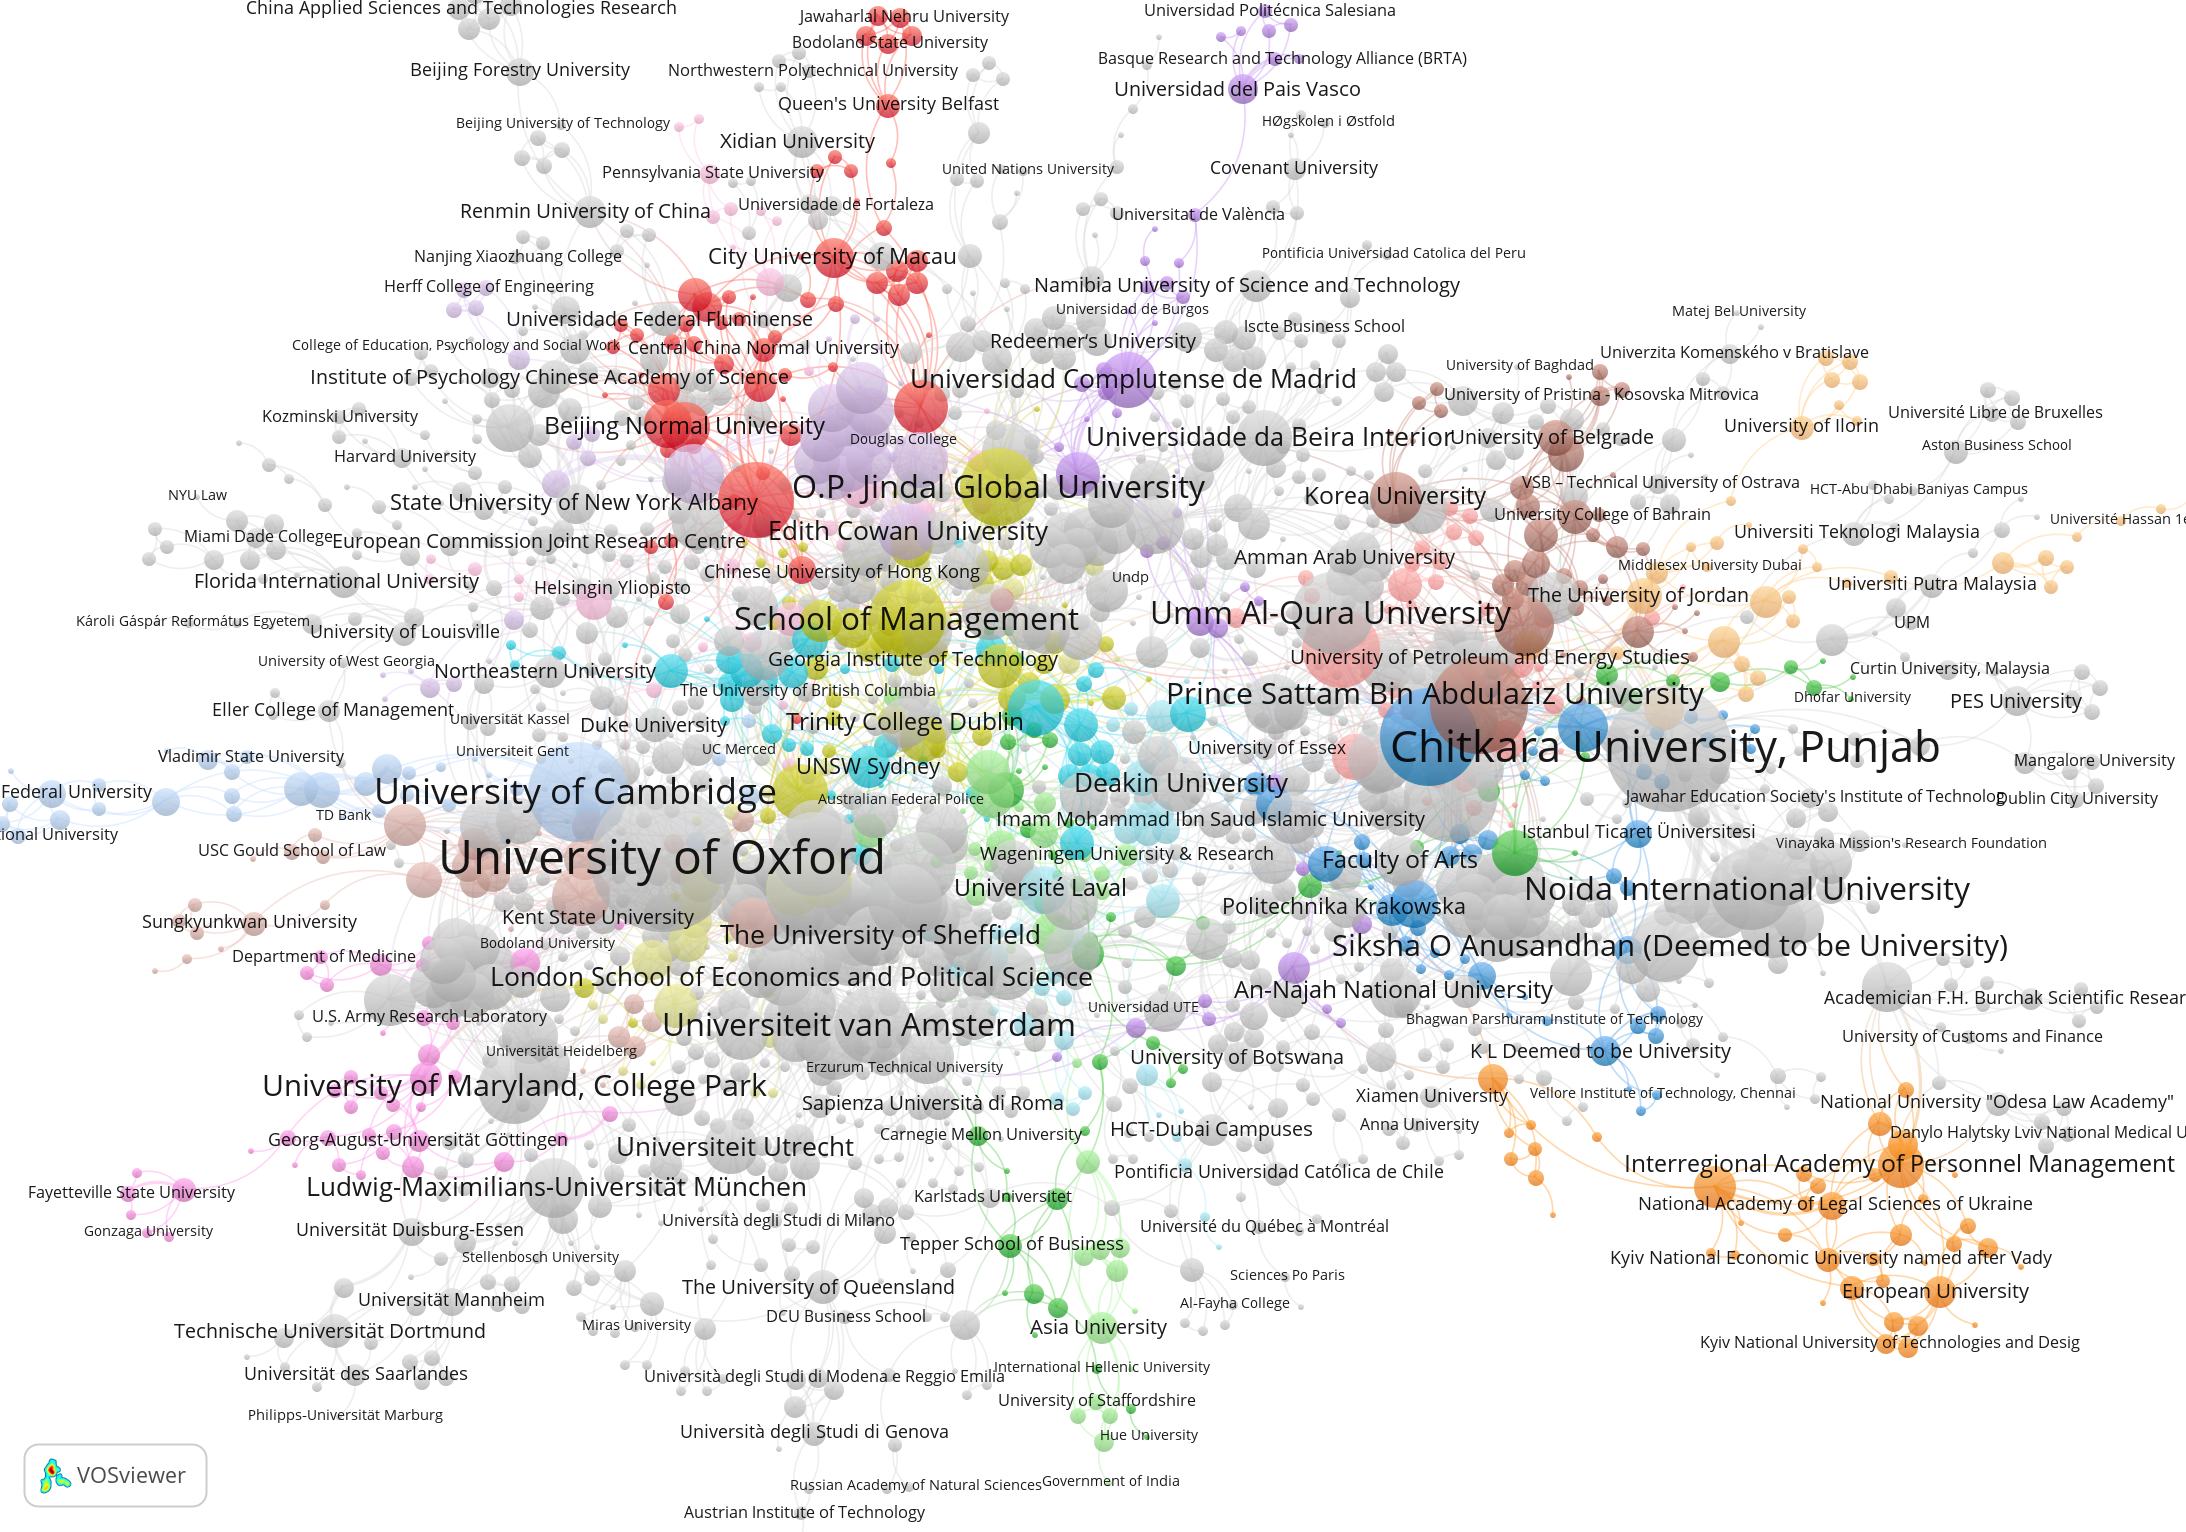 China Applied Sciences and Technologies Research
Jawaharlal Nehru University
Universidad Politécnica Salesiana
Bodoland State University
Basque Research and Technology Alliance (BRTA)
Beijing Forestry University
Northwestern Polytechnical University
Universidad del Pais Vasco
Queen's University Belfast
Beijing University of Technology
HØgskolen i Østfold
Xidian University
Pennsylvania State University
United Nations University
Covenant University
Universidade de Fortaleza
Renmin University of China
Universitat de València
Nanjing Xiaozhuang College
City University of Macau
Pontificia Universidad Catolica del Peru
Herff College of Engineering
Namibia University of Science and Technology
Universidad de Burgos
Matej Bel University
Universidade Federal Fluminense
Iscte Business School
College of Education, Psychology and Social Work
Central China Normal University
Redeemer's University
Univerzita Komenského v Bratislave
University of Baghdad
Institute of Psychology Chinese Academy of Science
Universidad Complutense de Madrid
University of Pristina - Kosovska Mitrovica
Kozminski University
Université Libre de Bruxelles
Beijing Normal University
University of Ilorin
Douglas College
Universidade da Beira Interior
University of Belgrade
Aston Business School
Harvard University
O.P. Jindal Global University
VSB – Technical University of Ostrava
HCT-Abu Dhabi Baniyas Campus
NYU Law
State University of New York Albany
Korea University
University College of Bahrain
Université Hassan 1e
Miami Dade College
European Commission Joint Research Centre
Edith Cowan University
Universiti Teknologi Malaysia
Amman Arab University
Middlesex University Dubai
Florida International University
Helsingin Yliopisto
Chinese University of Hong Kong
Undp
Universiti Putra Malaysia
The University of Jordan
Károli Gáspár Református Egyetem
University of Louisville
School of Management
Umm Al-Qura University
UPM
University of West Georgia
Northeastern University
Georgia Institute of Technology
University of Petroleum and Energy Studies
Curtin University, Malaysia
The University of British Columbia
Prince Sattam Bin Abdulaziz University
Dhofar University
PES University
Eller College of Management
Universität Kassel
Duke University
Trinity College Dublin
Vladimir State University
Universiteit Gent
UC Merced
University of Essex
Chitkara University, Punjab
UNSW Sydney
Mangalore University
Federal University
University of Cambridge
Deakin University
Australian Federal Police
Jawahar Education Society's Institute of Technolog
Dublin City University
TD Bank
Imam Mohammad Ibn Saud Islamic University
tional University
Istanbul Ticaret Üniversitesi
USC Gould School of Law
University of Oxford
Wageningen University & Research
Faculty of Arts
Vinayaka Mission's Research Foundation
Université Laval
Noida International University
Sungkyunkwan University
Kent State University
Politechnika Krakowska
Bodoland University
The University of Sheffield
Siksha O Anusandhan (Deemed to be University)
Department of Medicine
London School of Economics and Political Science
An-Najah National University
Academician F.H. Burchak Scientific Resear
Universidad UTE
U.S. Army Research Laboratory
Universiteit van Amsterdam
Bhagwan Parshuram Institute of Technology
University of Customs and Finance
Universität Heidelberg
University of Botswana
K L Deemed to be University
Erzurum Technical University
University of Maryland, College Park
Xiamen University
Vellore Institute of Technology, Chennai
Sapienza Università di Roma
National University "Odesa Law Academy"
Georg-August-Universität Göttingen
Universiteit Utrecht
Carnegie Mellon University
HCT-Dubai Campuses
Anna University
Danylo Halytsky Lviv National Medical U
Interregional Academy of Personnel Management
Fayetteville State University
Ludwig-Maximilians-Universität München
Karlstads Universitet
Pontificia Universidad Católica de Chile
National Academy of Legal Sciences of Ukraine
Gonzaga University
Universität Duisburg-Essen
Università degli Studi di Milano
Université du Québec à Montréal
Stellenbosch University
Tepper School of Business
Kyiv National Economic University named after Vady
The University of Queensland
Sciences Po Paris
European University
Universität Mannheim
Al-Fayha College
Technische Universität Dortmund
Miras University
DCU Business School
Asia University
Kyiv National University of Technologies and Desig
Universität des Saarlandes
Università degli Studi di Modena e Reggio Emilia
International Hellenic University
University of Staffordshire
Philipps-Universität Marburg
Università degli Studi di Genova
Hue University
VOSviewer
Russian Academy of Natural Sciences
Government of India
Austrian Institute of Technology